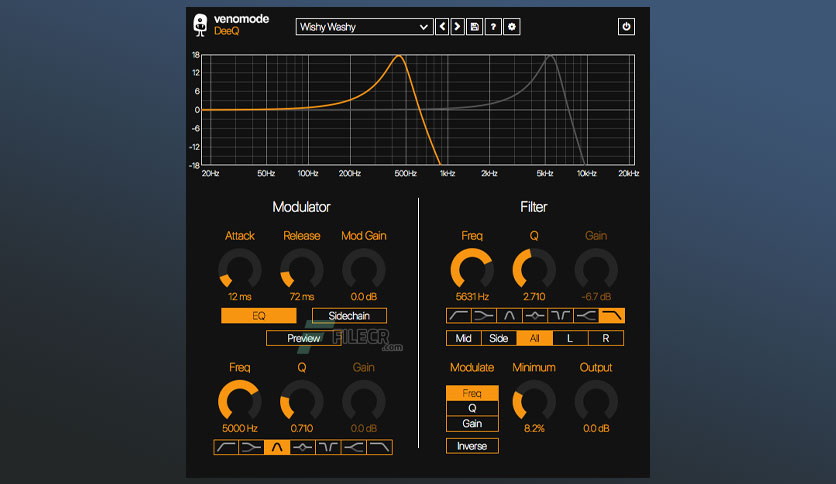 venomode
DeeQ
Wishy Washy
?
18
12
6
0
-6
-12
-18
20Hz 50Hz 100Hz 200Hz 500Hz 1kHz 2kHz 5kHz 10kHz 20kHz
Modulator
Attack Release Mod Gain
12 ms 72 ms 0.0 dB
EQ Sidechain
Preview
FILECR
.com
Freq Q Gain
5000 Hz 0.710 0.0 dB
Filter
Freq Q Gain
5631 Hz 2.710 -6.7 dB
Mid Side All L R
Modulate Minimum Output
Freq
Q
Gain
8.2% 0.0 dB
Inverse